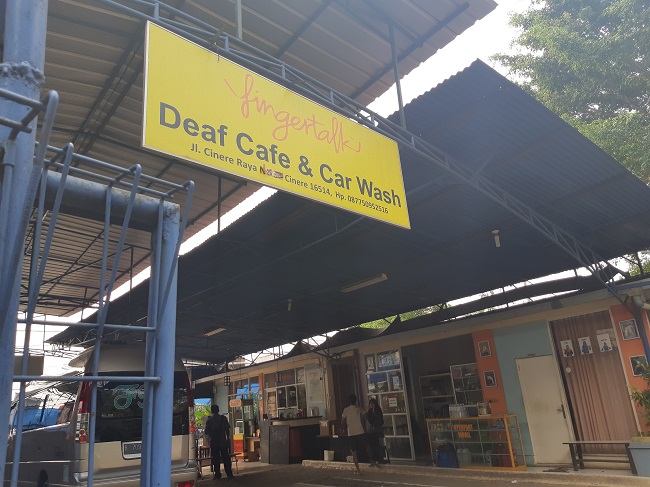 fingertalk
Deaf Cafe & Car Wash
Jl. Cinere Raya Cinere 16514, Hp. 087750952516